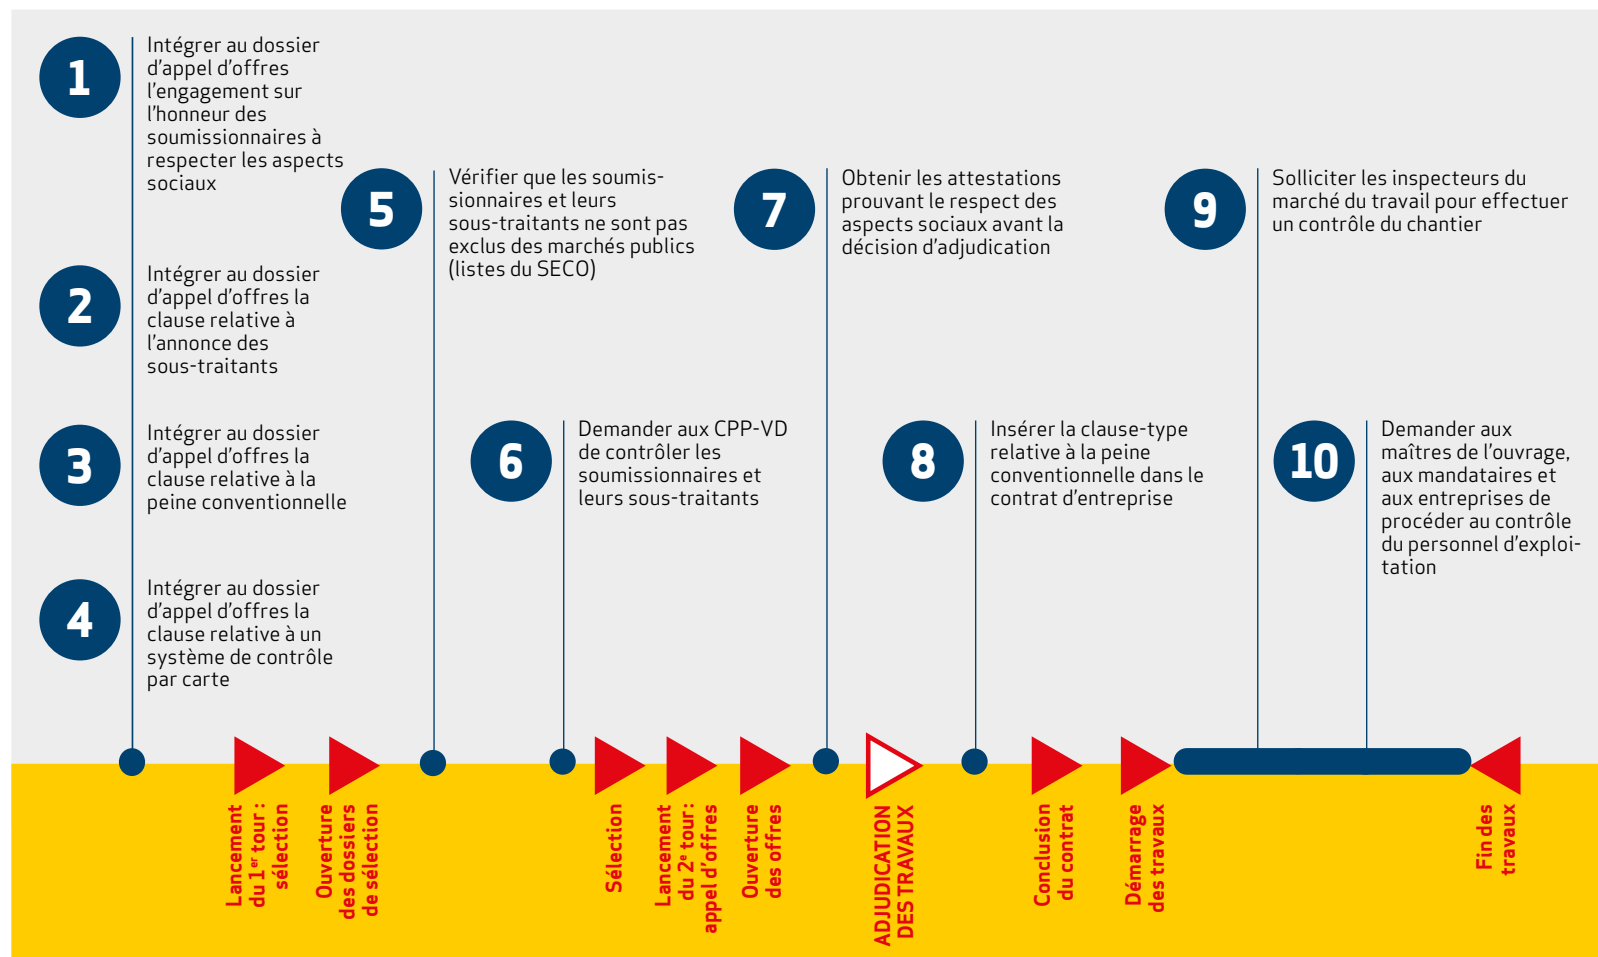 1
Intégrer au dossier
d’appel d’offres
l’engagement sur
l’honneur des
soumissionnaires à
respecter les aspects
sociaux
2
Intégrer au dossier
d’appel d’offres la
clause relative à
l’annonce des
sous-traitants
3
Intégrer au dossier
d’appel d’offres la
clause relative à la
peine conventionnelle
4
Intégrer au dossier
d’appel d’offres la
clause relative à un
système de contrôle
par carte
5
Vérifier que les soumis-
sionnaires et leurs
sous-traitants ne sont pas
exclus des marchés publics
(listes du SECO)
6
Demander aux CPP-VD
de contrôler les
soumissionnaires et
leurs sous-traitants
7
Obtenir les attestations
prouvant le respect des
aspects sociaux avant la
décision d’adjudication
8
Insérer la clause-type
relative à la peine
conventionnelle dans le
contrat d’entreprise
9
Solliciter les inspecteurs du
marché du travail pour effectuer
un contrôle du chantier
10
Demander aux
maîtres de l’ouvrage,
aux mandataires et
aux entreprises de
procéder au contrôle
du personnel d’exploi-
tation
Lancement
du 1er tour :
sélection
Ouverture
des dossiers
de sélection
Sélection
Lancement
du 2e tour :
appel d’offres
Ouverture
des offres
ADJUDICATION
DES TRAVAUX
Conclusion
du contrat
Démarrage
des travaux
Fin des
travaux